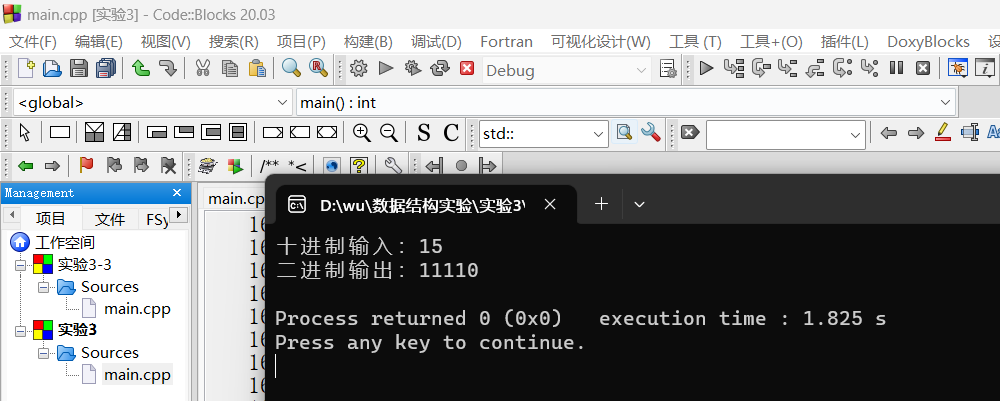 main.cpp [实验3] - Code::Blocks 20.03
文件(F) 编辑(E) 视图(V) 搜索(R) 项目(P) 构建(B) 调试(D) Fortran 可视化设计(W) 工具 (T) 工具+(O) 插件(L) DoxyBlocks 设
Debug
<global> main() : int
S C std::
/** *<
Management
main.cp
D:\wu\数据结构实验\实验3\
项目 文件 FSy
工作空间
实验3-3
Sources
main.cpp
实验3
Sources
main.cpp
16
16
16
16
16
16
16
十进制输入: 15
二进制输出: 11110
Process returned 0 (0x0) execution time : 1.825 s
Press any key to continue.